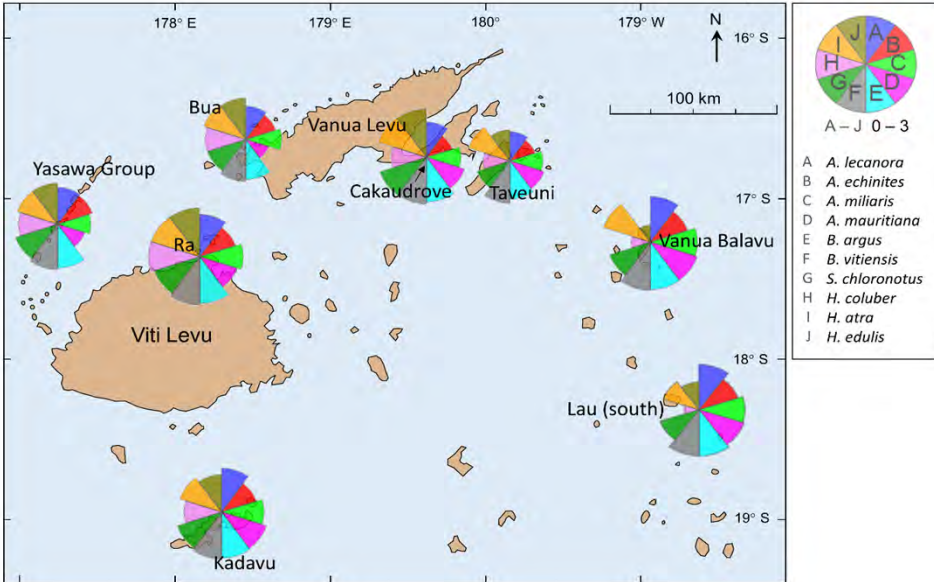 178° E
179° E
180°
179° W
16° S
17° S
18° S
19° S
N
100 km
Bua
Vanua Levu
Yasawa Group
Cakaudrove
Taveuni
Ra
Vanua Balavu
Viti Levu
Lau (south)
Kadavu
J A
I B
H C
G D
F E
A – J 0 – 3
A A. lecanora
B A. echinites
C A. miliaris
D A. mauritiana
E B. argus
F B. vitiensis
G S. chloronotus
H H. coluber
I H. atra
J H. edulis